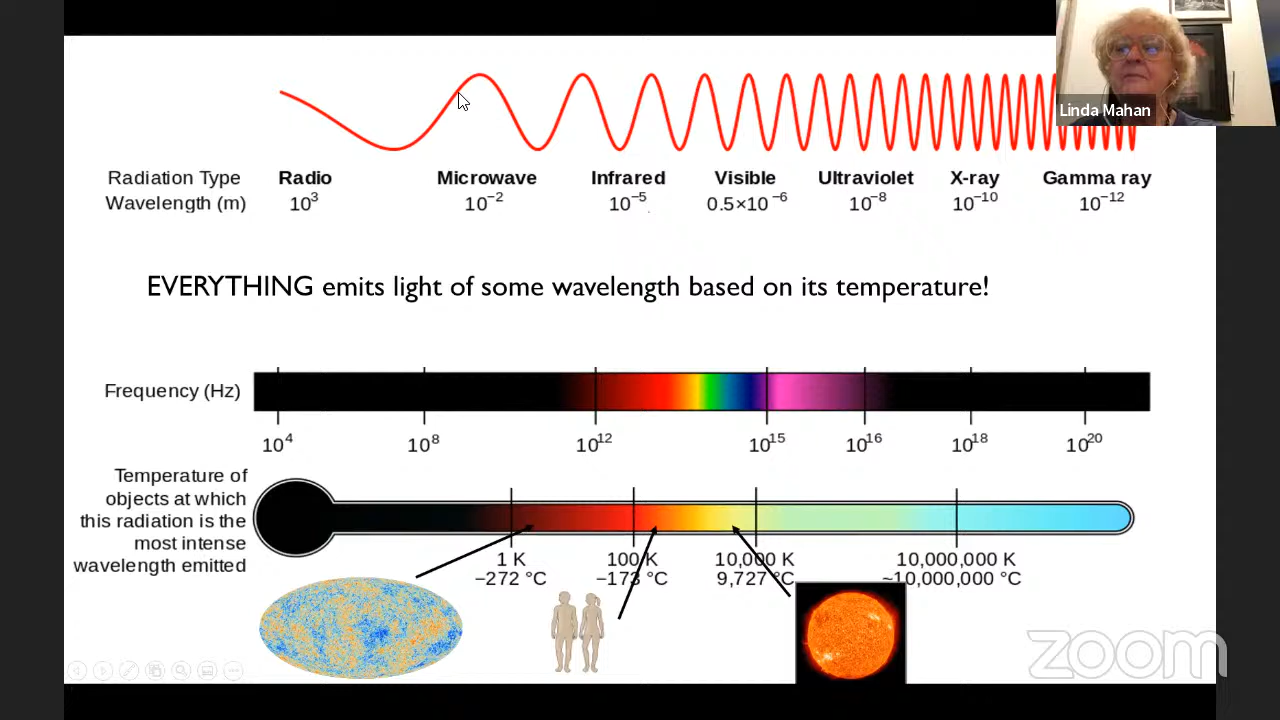 Linda Mahan
Radiation Type Radio Microwave Infrared Visible Ultraviolet X-ray Gamma ray
Wavelength (m) 10³ 10⁻² 10⁻⁵ 0.5×10⁻⁶ 10⁻⁸ 10⁻¹⁰ 10⁻¹²
EVERYTHING emits light of some wavelength based on its temperature!
Frequency (Hz)
10⁴ 10⁸ 10¹² 10¹⁵ 10¹⁶ 10¹⁸ 10²⁰
Temperature of
objects at which
this radiation is the
most intense
wavelength emitted
1 K 100 K 10,000 K 10,000,000 K
−272 °C −173 °C 9,727 °C ~10,000,000 °C
zoom